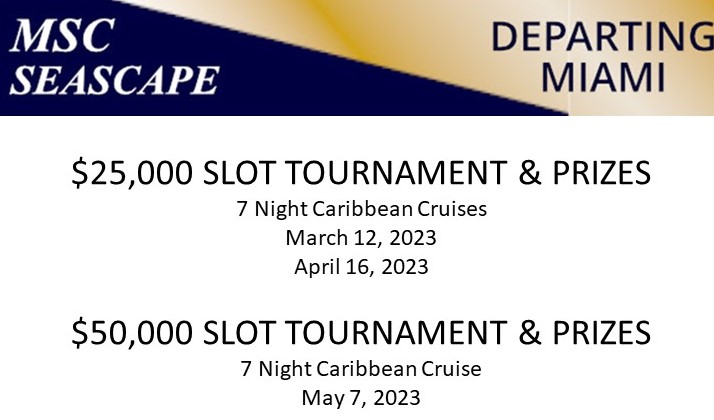 MSC
SEASCAPE
DEPARTING
MIAMI
$25,000 SLOT TOURNAMENT & PRIZES
7 Night Caribbean Cruises
March 12, 2023
April 16, 2023
$50,000 SLOT TOURNAMENT & PRIZES
7 Night Caribbean Cruise
May 7, 2023